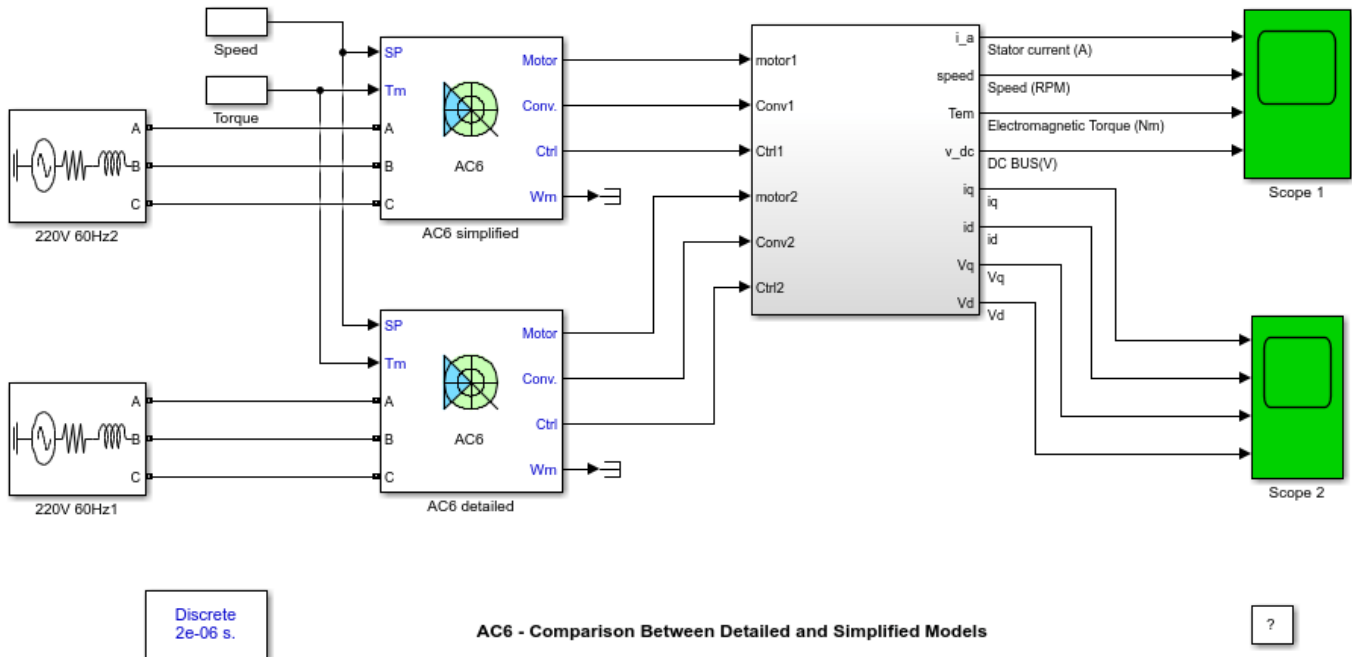 Speed
Torque
A
B
C
220V 60Hz2
SP
Tm
A
B
C
Motor
Conv.
Ctrl
Wm
AC6
AC6 simplified
A
B
C
220V 60Hz1
SP
Tm
A
B
C
Motor
Conv.
Ctrl
Wm
AC6
AC6 detailed
motor1
Conv1
Ctrl1
motor2
Conv2
Ctrl2
i_a
speed
Tem
v_dc
iq
id
Vq
Vd
Stator current (A)
Speed (RPM)
Electromagnetic Torque (Nm)
DC BUS(V)
iq
id
Vq
Vd
Scope 1
Scope 2
Discrete
2e-06 s.
AC6 - Comparison Between Detailed and Simplified Models
?